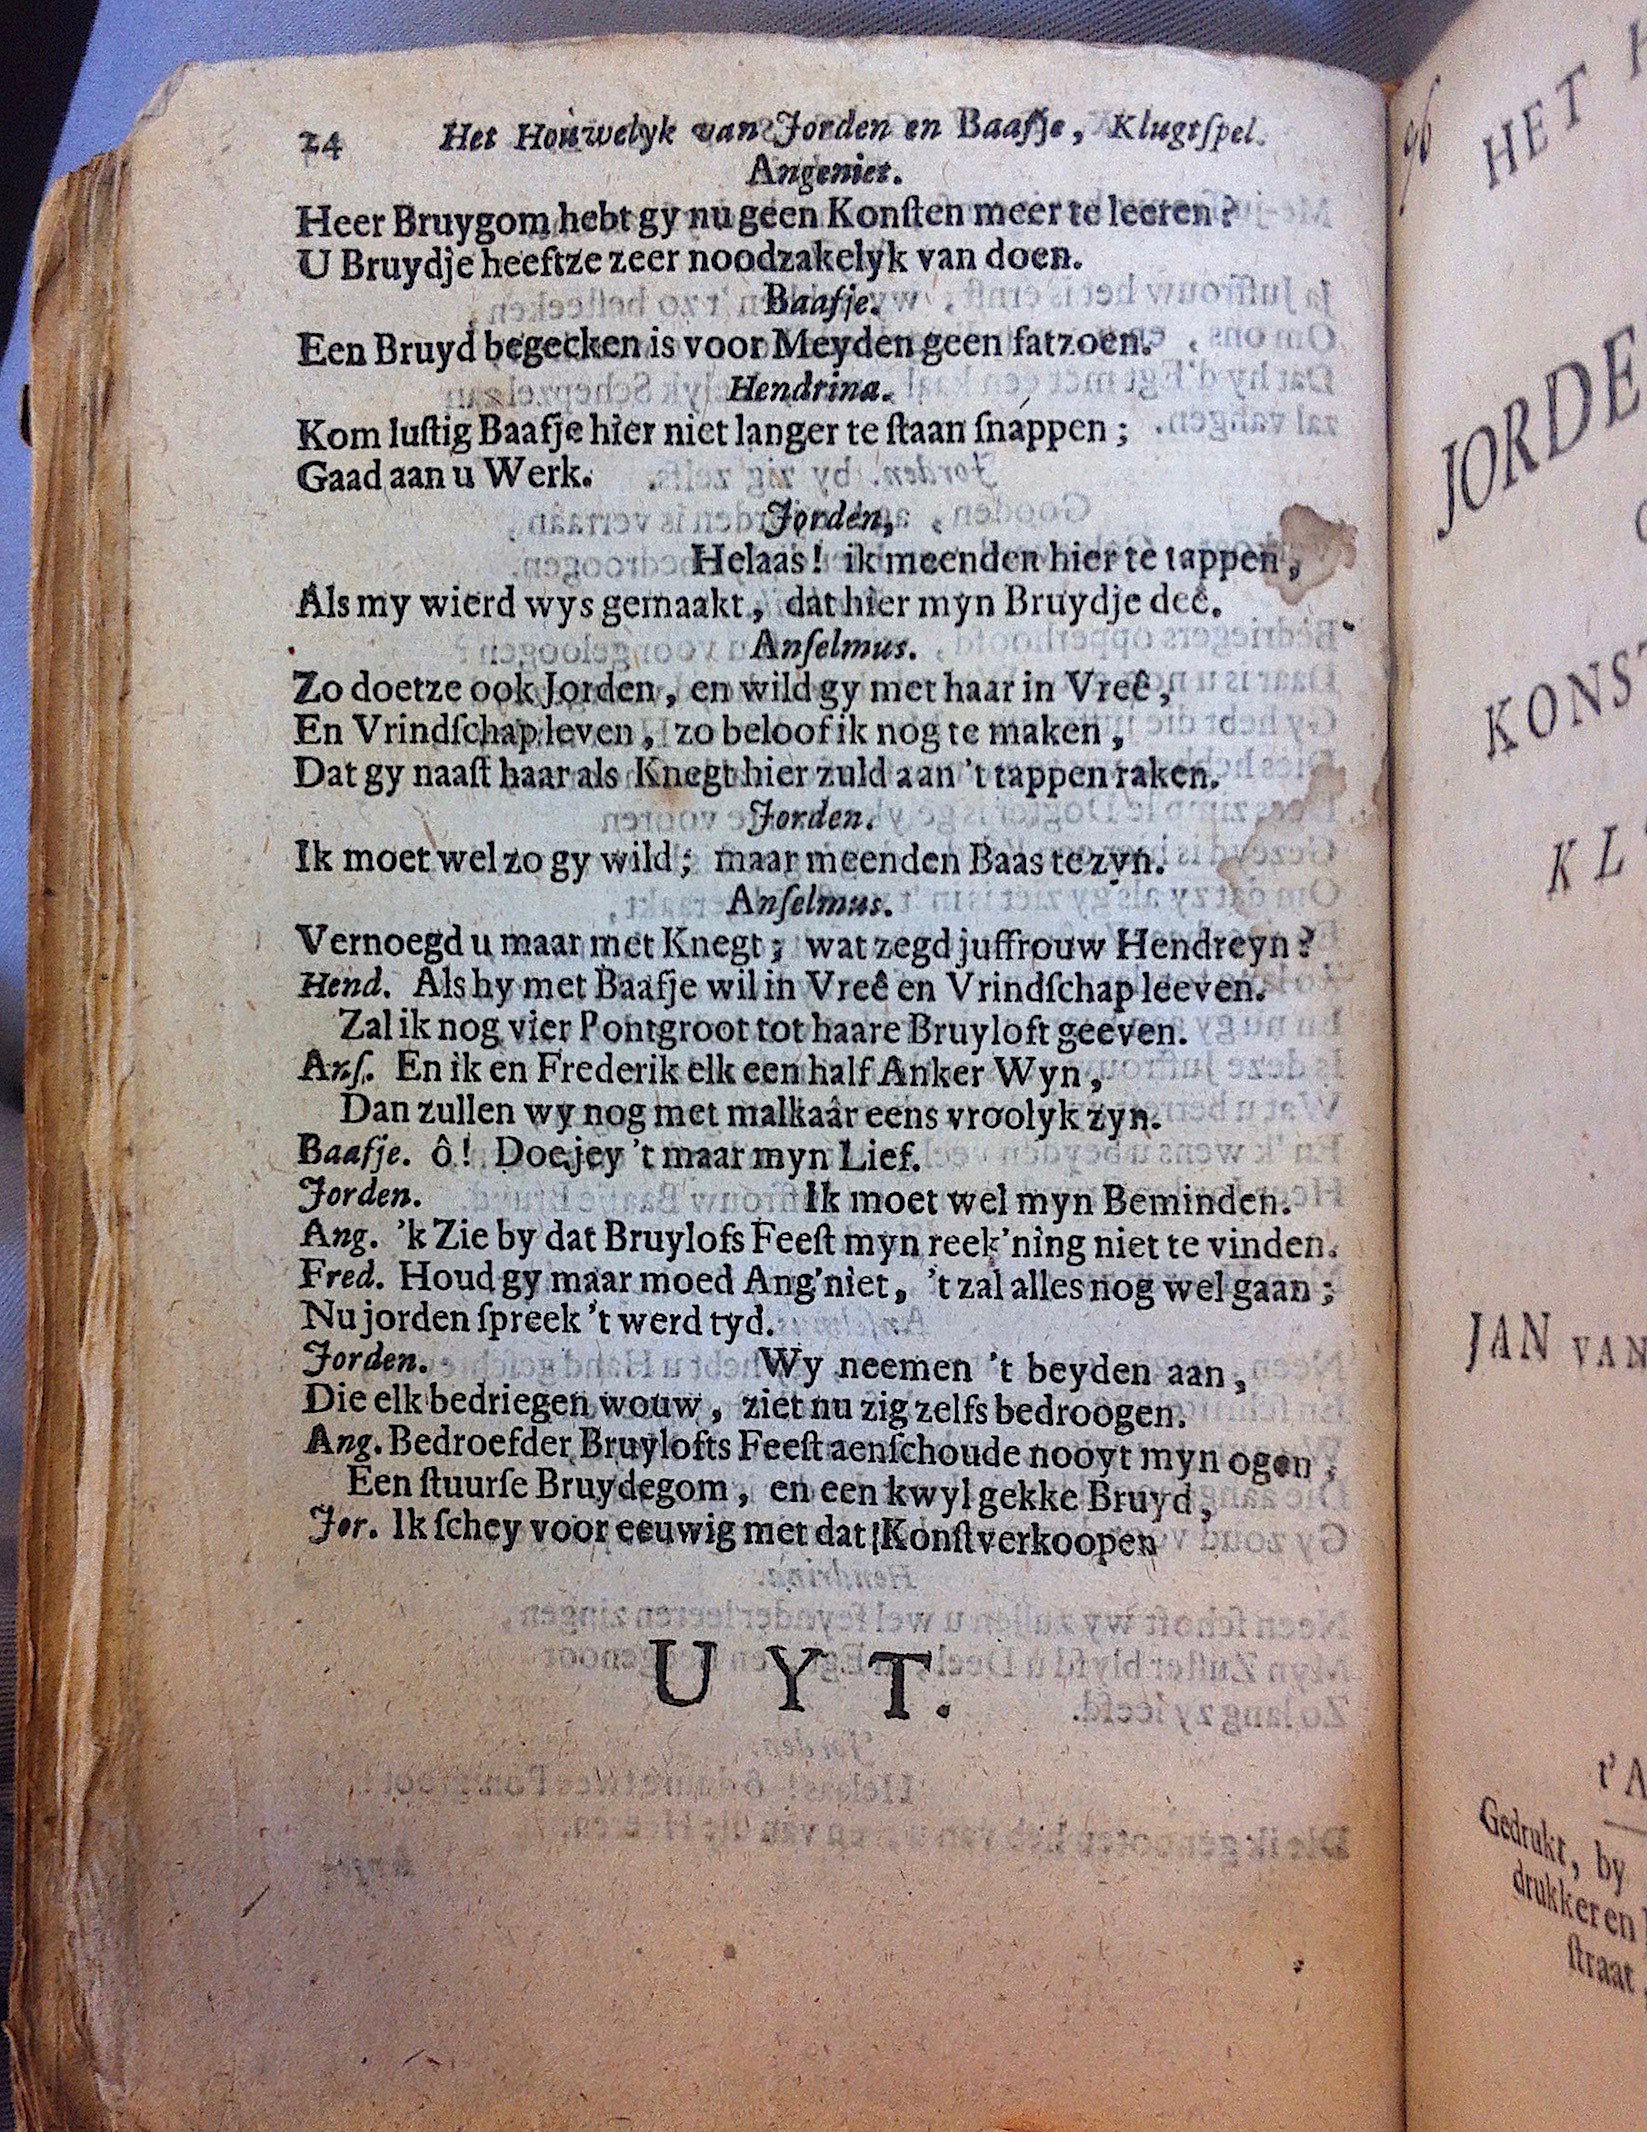 24 Het Houwelyk van Jorden en Baafje, Klugtſpel.
Angeniet.
Heer Bruygom hebt gy nu geen Konſten meer te leeren?
U Bruydje heeftze zeer noodzakelyk van doen.
Baafje.
Een Bruyd begecken is voor Meyden geen fatzoen.
Hendrina.
Kom luſtig Baafje hier niet langer te ſtaan ſnappen;
Gaad aan u Werk.
Jorden,
Helaas! ik meenden hier te tappen,
Als my wierd wys gemaakt, dat hier myn Bruydje deê.
Anſelmus.
Zo doetze ook Jorden, en wild gy met haar in Vreê,
En Vrindſchap leven, zo beloof ik nog te maken,
Dat gy naaſt haar als Knegt hier zuld aan 't tappen raken.
Jorden.
Ik moet wel zo gy wild; maar meenden Baas te zyn.
Anſelmus.
Vernoegd u maar met Knegt; wat zegd juffrouw Hendreyn?
Hend. Als hy met Baafje wil in Vreê en Vrindſchap leeven.
Zal ik nog vier Pontgroot tot haare Bruyloft geeven.
Anſ. En ik en Frederik elk een half Anker Wyn,
Dan zullen wy nog met malkaâr eens vroolyk zyn.
Baafje. ô! Doe jey 't maar myn Lief.
Jorden. Ik moet wel myn Beminden.
Ang. 'k Zie by dat Bruylofs Feeſt myn reek'ning niet te vinden.
Fred. Houd gy maar moed Ang'niet, 't zal alles nog wel gaan;
Nu jorden ſpreek 't werd tyd.
Jorden. Wy neemen 't beyden aan,
Die elk bedriegen wouw, ziet nu zig zelfs bedroogen.
Ang. Bedroefder Bruylofts Feeſt aenſchoude nooyt myn ogen,
Een ſtuurſe Bruydegom, en een kwyl gekke Bruyd,
Jor. Ik ſchey voor eeuwig met dat Konſtverkoopen
UYT.
HET
JORDE
KONST
KL
JAN VAN
t'A
Gedrukt, by
drukker en
ſtraat